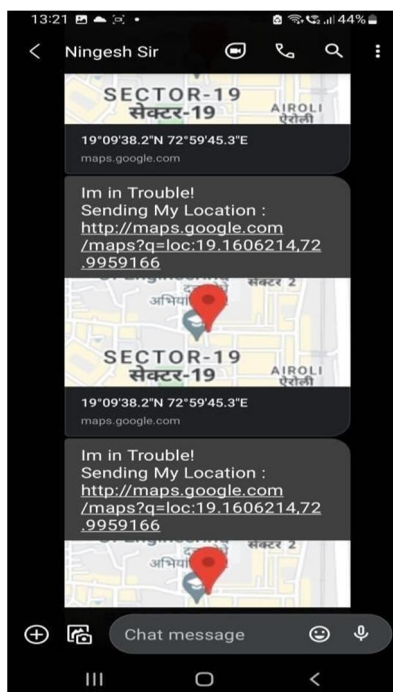 13:21 44%
Ningesh Sir
SECTOR-19
सेक्टर-19
AIROLI
ऐरोली
19°09'38.2"N 72°59'45.3"E
maps.google.com
Im in Trouble!
Sending My Location :
http://maps.google.com
/maps?q=loc:19.1606214,72
.9959166
सेक्टर 2
अभिया
SECTOR-19
सेक्टर-19
AIROLI
ऐरोली
19°09'38.2"N 72°59'45.3"E
maps.google.com
Im in Trouble!
Sending My Location :
http://maps.google.com
/maps?q=loc:19.1606214,72
.9959166
सेक्टर 2
अभिया
Chat message